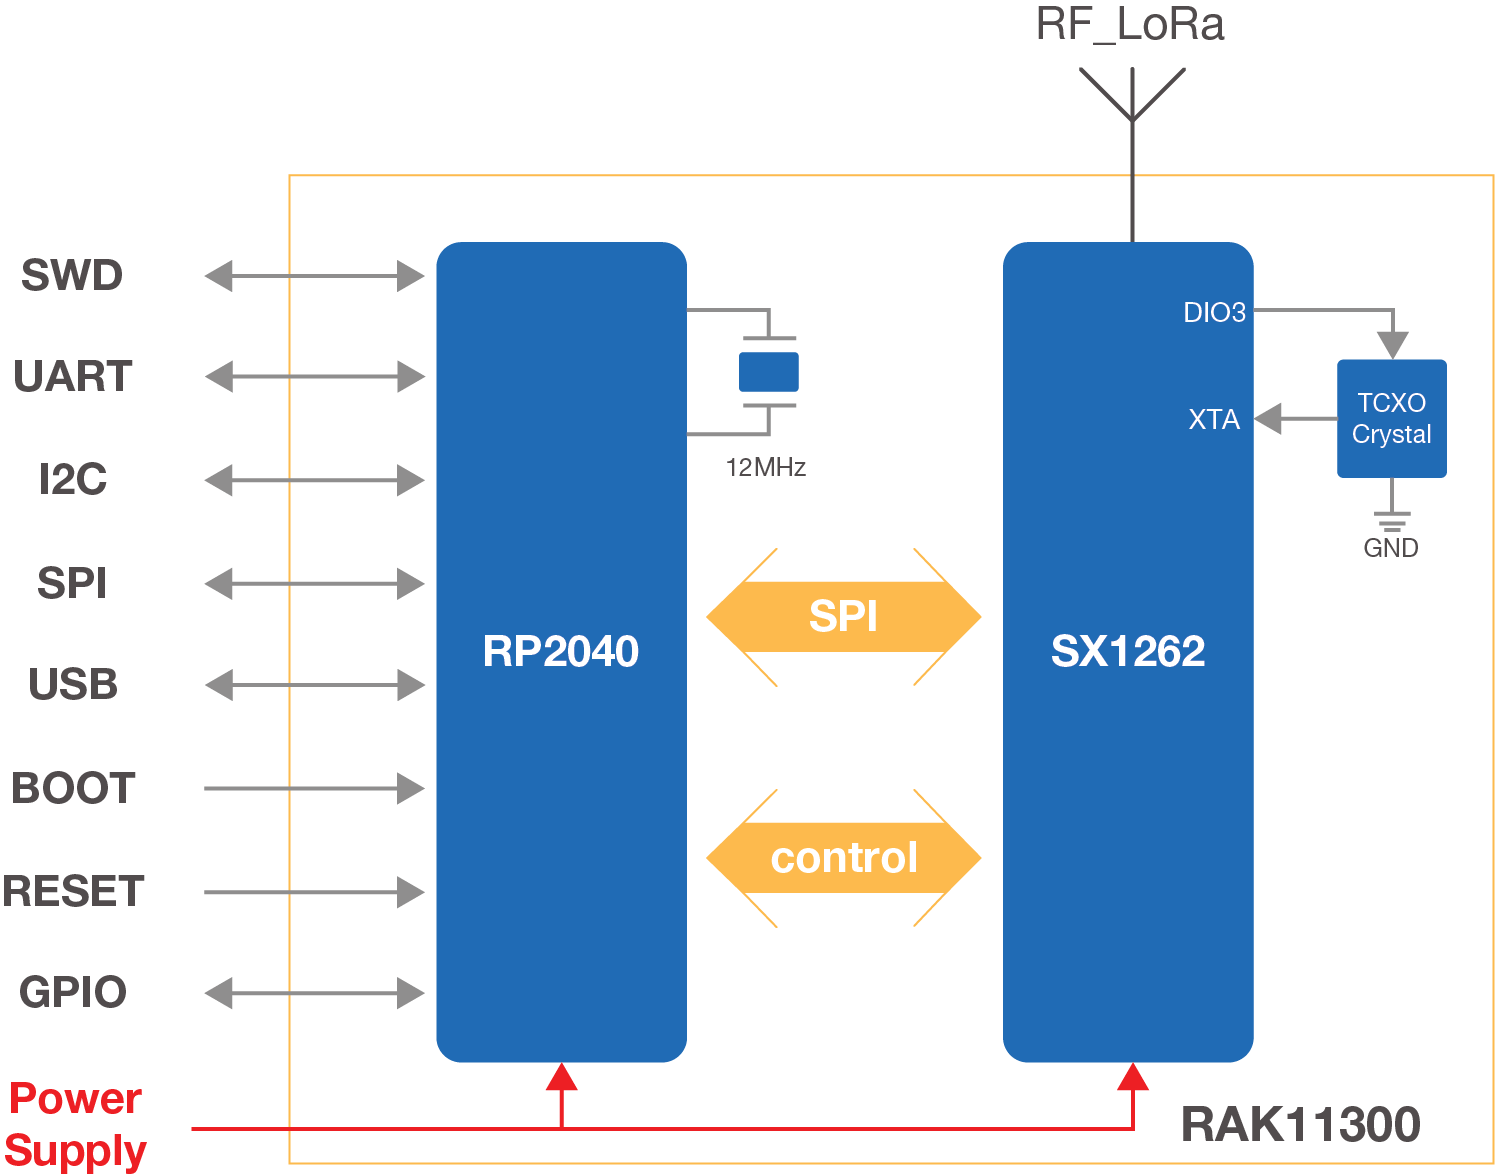 RF_LoRa
SWD
UART
I2C
SPI
USB
BOOT
RESET
GPIO
Power
Supply
RP2040
12MHz
SPI
control
SX1262
DIO3
XTA
TCXO
Crystal
GND
RAK11300